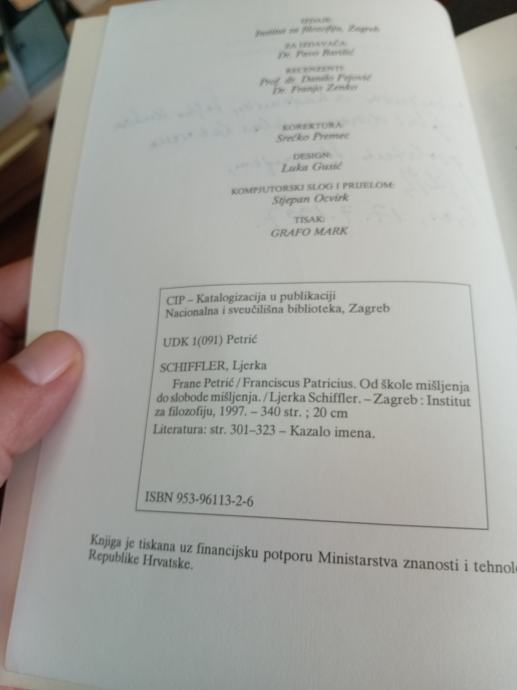 IZDAJE:
Institut za filozofiju, Zagreb
ZA IZDAVAČA:
Dr. Pavo Barišić
RECENZENTI:
Prof. dr. Danilo Pejović
Dr. Franjo Zenko
KOREKTURA:
Srećko Premec
DESIGN:
Luka Gusić
KOMPJUTORSKI SLOG I PRIJELOM:
Stjepan Ocvirk
TISAK:
GRAFO MARK
CIP – Katalogizacija u publikaciji
Nacionalna i sveučilišna biblioteka, Zagreb
UDK 1(091) Petrić
SCHIFFLER, Ljerka
Frane Petrić / Franciscus Patricius. Od škole mišljenja
do slobode mišljenja. / Ljerka Schiffler. – Zagreb : Institut
za filozofiju, 1997. – 340 str. ; 20 cm
Literatura: str. 301–323 – Kazalo imena.
ISBN 953-96113-2-6
Knjiga je tiskana uz financijsku potporu Ministarstva znanosti i tehnol
Republike Hrvatske.